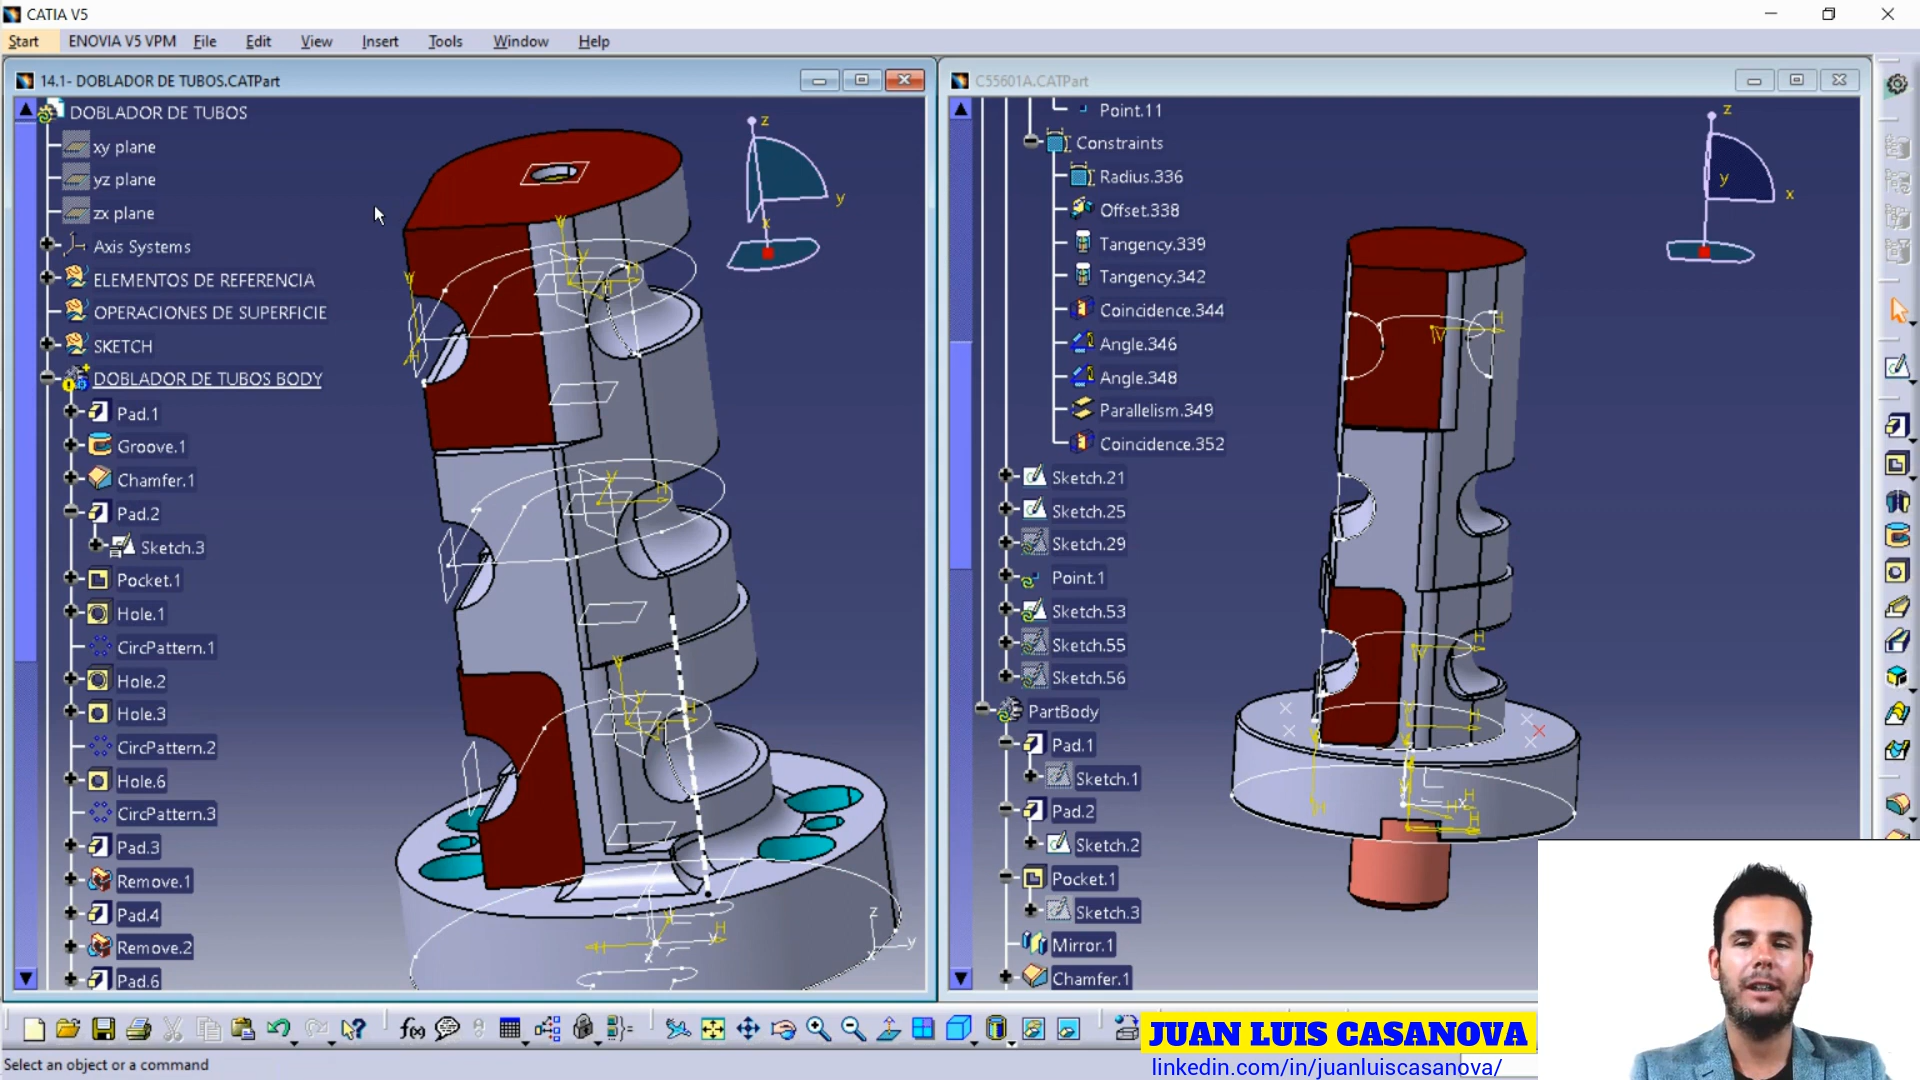 CATIA V5
Start ENOVIA V5 VPM File Edit View Insert Tools Window Help
14.1- DOBLADOR DE TUBOS.CATPart
DOBLADOR DE TUBOS
xy plane
yz plane
zx plane
Axis Systems
ELEMENTOS DE REFERENCIA
OPERACIONES DE SUPERFICIE
SKETCH
DOBLADOR DE TUBOS BODY
Pad.1
Groove.1
Chamfer.1
Pad.2
Sketch.3
Pocket.1
Hole.1
CircPattern.1
Hole.2
Hole.3
CircPattern.2
Hole.6
CircPattern.3
Pad.3
Remove.1
Pad.4
Remove.2
Pad.6
z
y
x
z
y
x
C55601A.CATPart
Point.11
Constraints
Radius.336
Offset.338
Tangency.339
Tangency.342
Coincidence.344
Angle.346
Angle.348
Parallelism.349
Coincidence.352
Sketch.21
Sketch.25
Sketch.29
Point.1
Sketch.53
Sketch.55
Sketch.56
PartBody
Pad.1
Sketch.1
Pad.2
Sketch.2
Pocket.1
Sketch.3
Mirror.1
Chamfer.1
z
y
x
f(x)
Select an object or a command
JUAN LUIS CASANOVA
linkedin.com/in/juanluiscasanova/